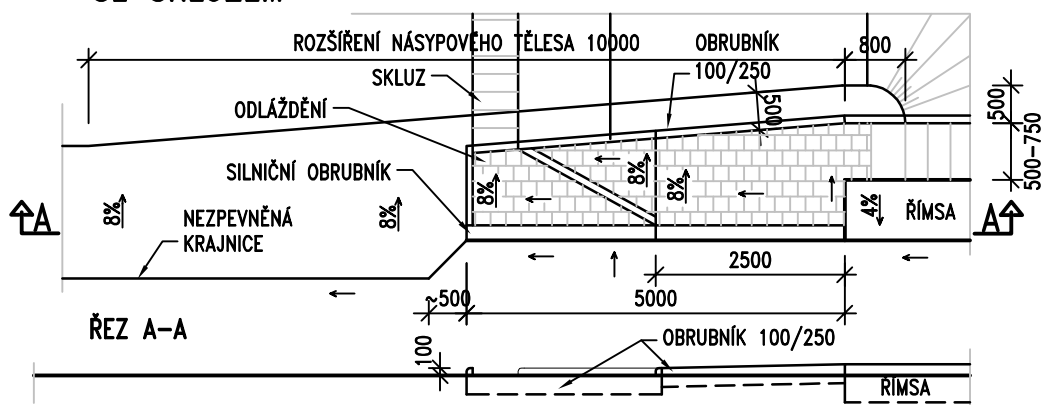 ROZŠÍŘENÍ NÁSYPOVÉHO TĚLESA 10000
OBRUBNÍK
100/250
800
SKLUZ
500
500
ODLÁŽDĚNÍ
500-750
SILNIČNÍ OBRUBNÍK
8%
8%
8%
8%
8%
4%
ŘÍMSA
A
A
NEZPEVNĚNÁ
KRAJNICE
2500
~500
5000
ŘEZ A-A
OBRUBNÍK 100/250
100
ŘÍMSA